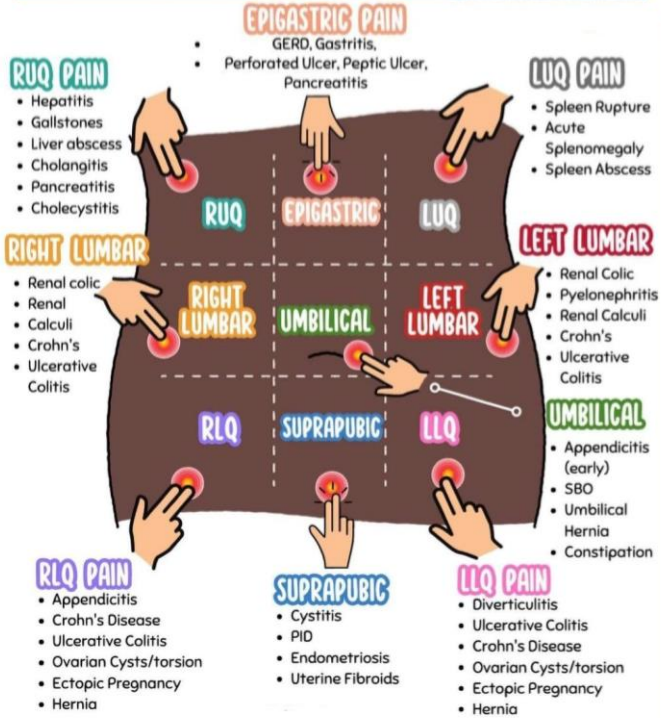 EPIGASTRIC PAIN
• GERD, Gastritis,
• Perforated Ulcer, Peptic Ulcer,
Pancreatitis
RUQ PAIN
• Hepatitis
• Gallstones
• Liver abscess
• Cholangitis
• Pancreatitis
• Cholecystitis
LUQ PAIN
• Spleen Rupture
• Acute
Splenomegaly
• Spleen Abscess
RUQ
EPIGASTRIC
LUQ
RIGHT LUMBAR
• Renal colic
• Renal
• Calculi
• Crohn's
• Ulcerative
Colitis
RIGHT
LUMBAR
UMBILICAL
LEFT
LUMBAR
LEFT LUMBAR
• Renal Colic
• Pyelonephritis
• Renal Calculi
• Crohn's
• Ulcerative
Colitis
RLQ
SUPRAPUBIC
LLQ
UMBILICAL
• Appendicitis
(early)
• SBO
• Umbilical
Hernia
• Constipation
RLQ PAIN
• Appendicitis
• Crohn's Disease
• Ulcerative Colitis
• Ovarian Cysts/torsion
• Ectopic Pregnancy
• Hernia
SUPRAPUBIC
• Cystitis
• PID
• Endometriosis
• Uterine Fibroids
LLQ PAIN
• Diverticulitis
• Ulcerative Colitis
• Crohn's Disease
• Ovarian Cysts/torsion
• Ectopic Pregnancy
• Hernia